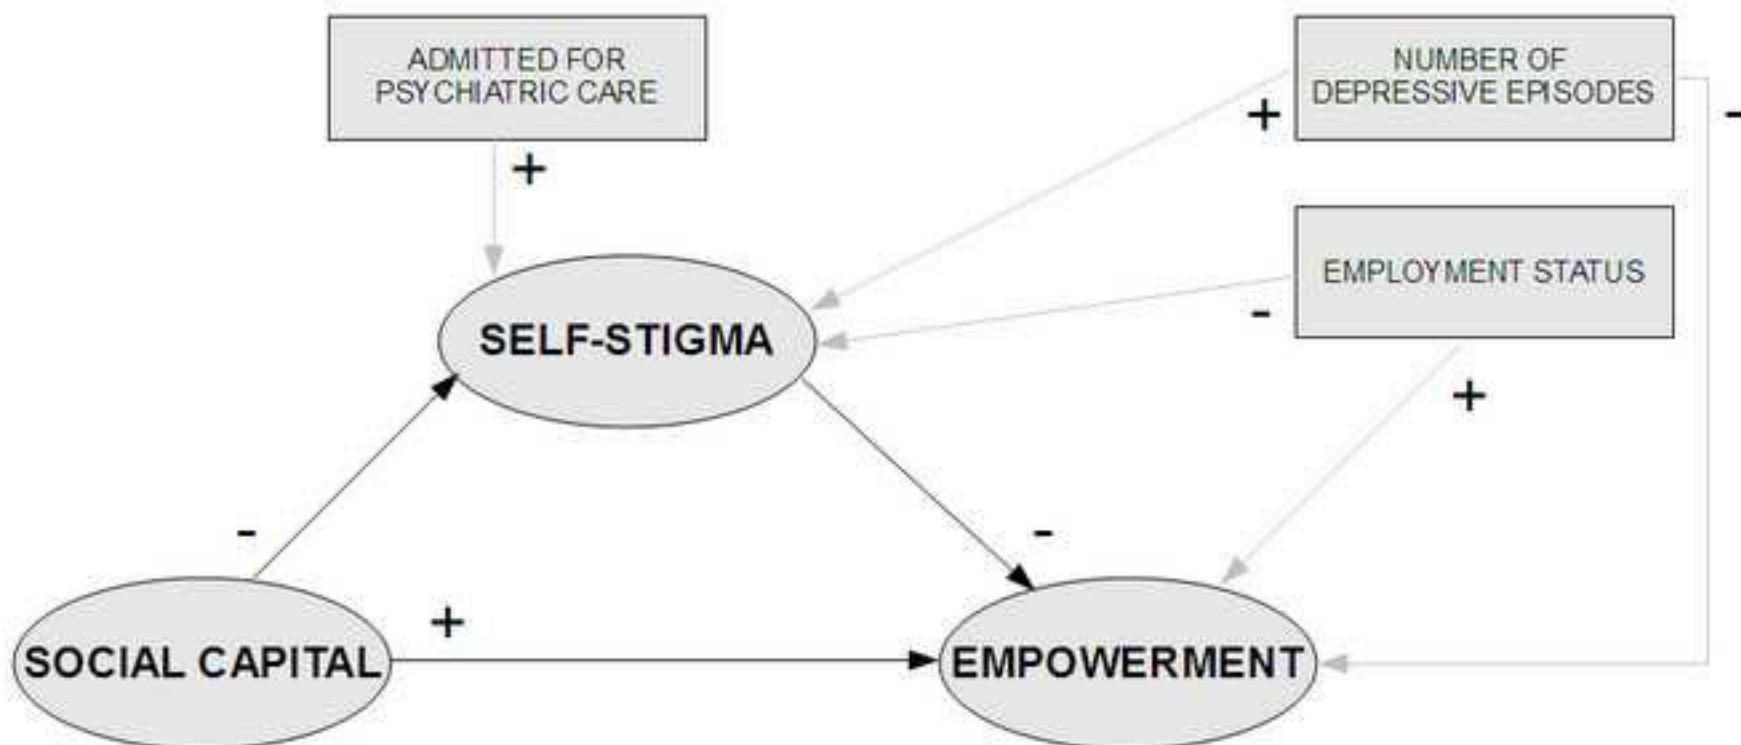 ADMITTED FOR
PSYCHIATRIC CARE
NUMBER OF
DEPRESSIVE EPISODES
+
-
+
EMPLOYMENT STATUS
-
SELF-STIGMA
+
-
-
+
SOCIAL CAPITAL
EMPOWERMENT